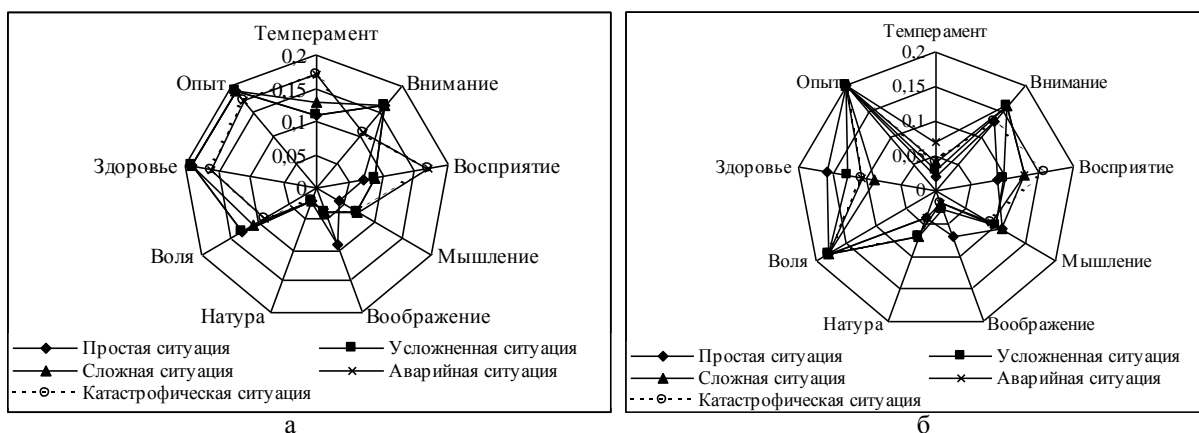 Темперамент
0,2
Опыт
Внимание
0,15
0,1
Здоровье
Восприятие
0,05
0
Воля
Мышление
Натура
Воображение
Простая ситуация
Усложненная ситуация
Сложная ситуация
Аварийная ситуация
Катастрофическая ситуация
а
Темперамент
0,2
Опыт
Внимание
0,15
0,1
Здоровье
Восприятие
0,05
0
Воля
Мышление
Натура
Воображение
Простая ситуация
Усложненная ситуация
Сложная ситуация
Аварийная ситуация
Катастрофическая ситуация
б